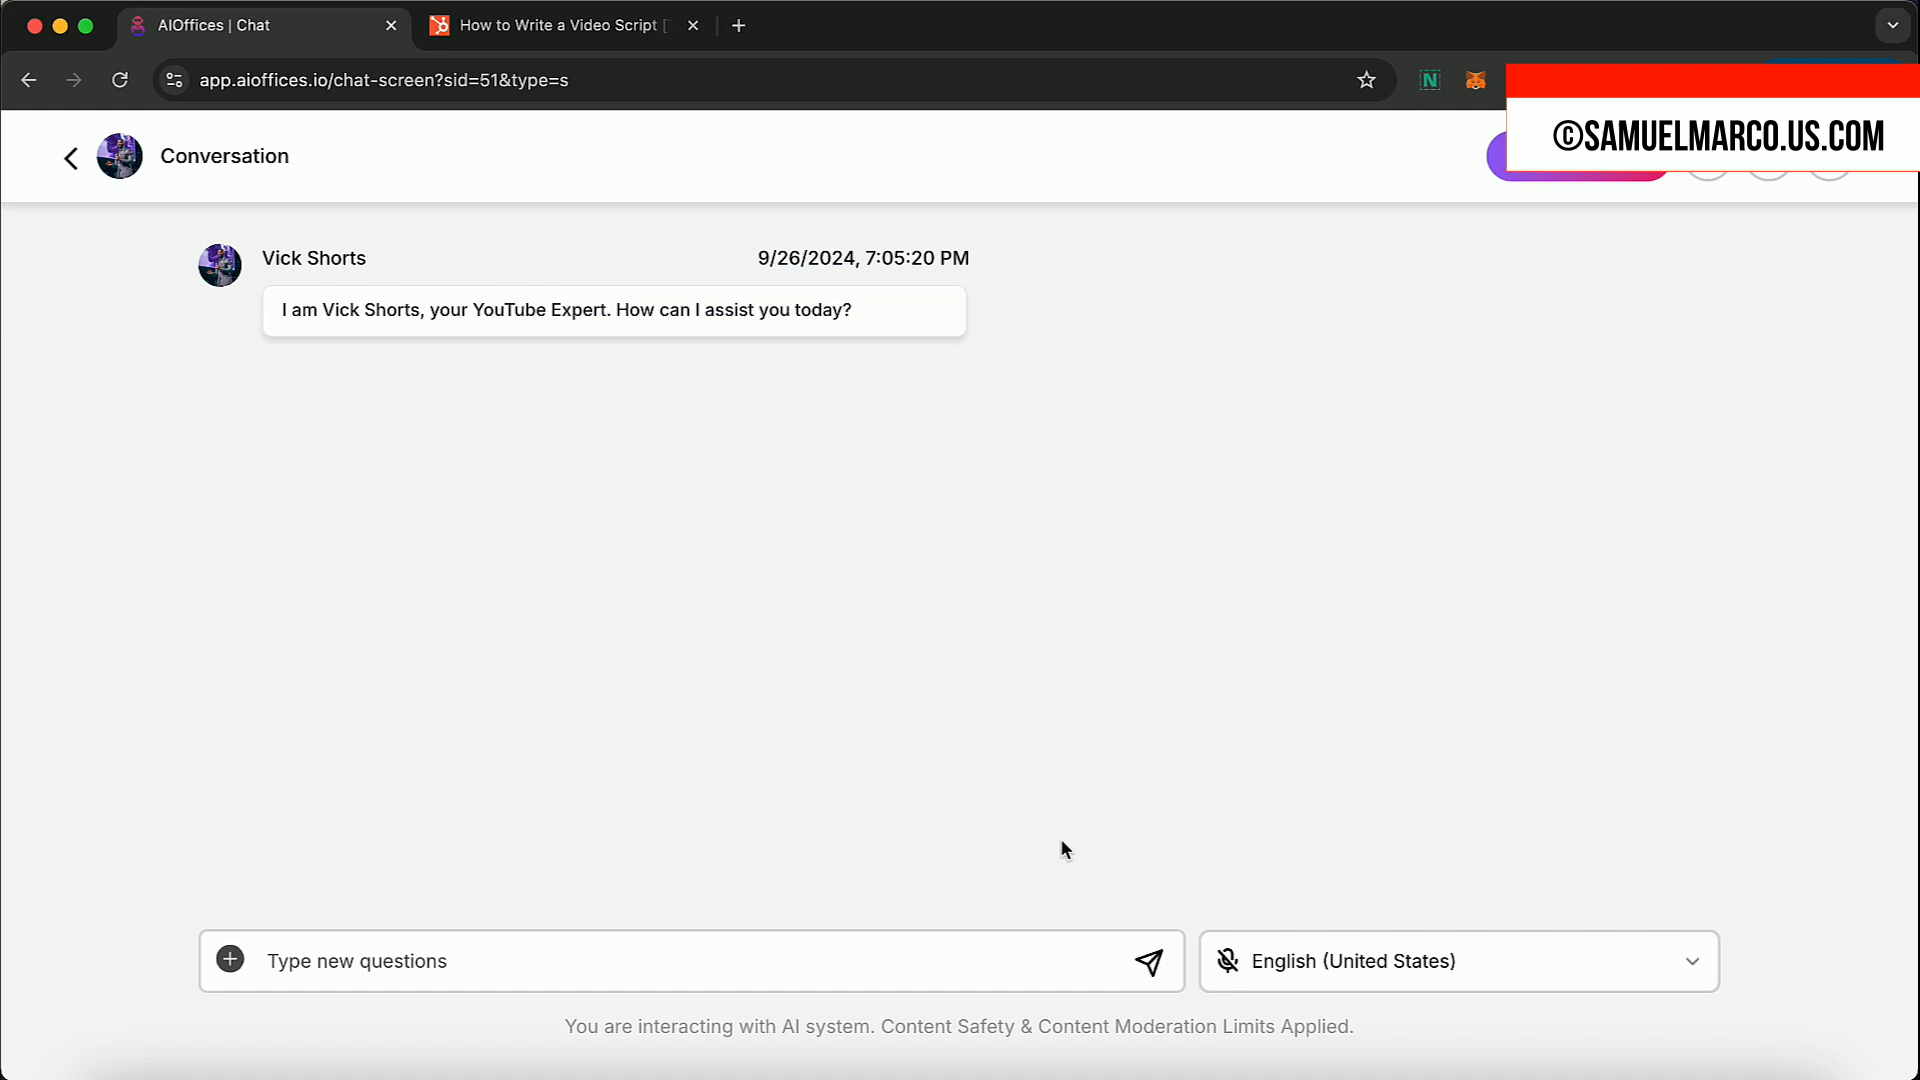 AIOffices | Chat
How to Write a Video Script [
app.aioffices.io/chat-screen?sid=51&type=s
©SAMUELMARCO.US.COM
Conversation
Vick Shorts
9/26/2024, 7:05:20 PM
I am Vick Shorts, your YouTube Expert. How can I assist you today?
Type new questions
English (United States)
You are interacting with AI system. Content Safety & Content Moderation Limits Applied.